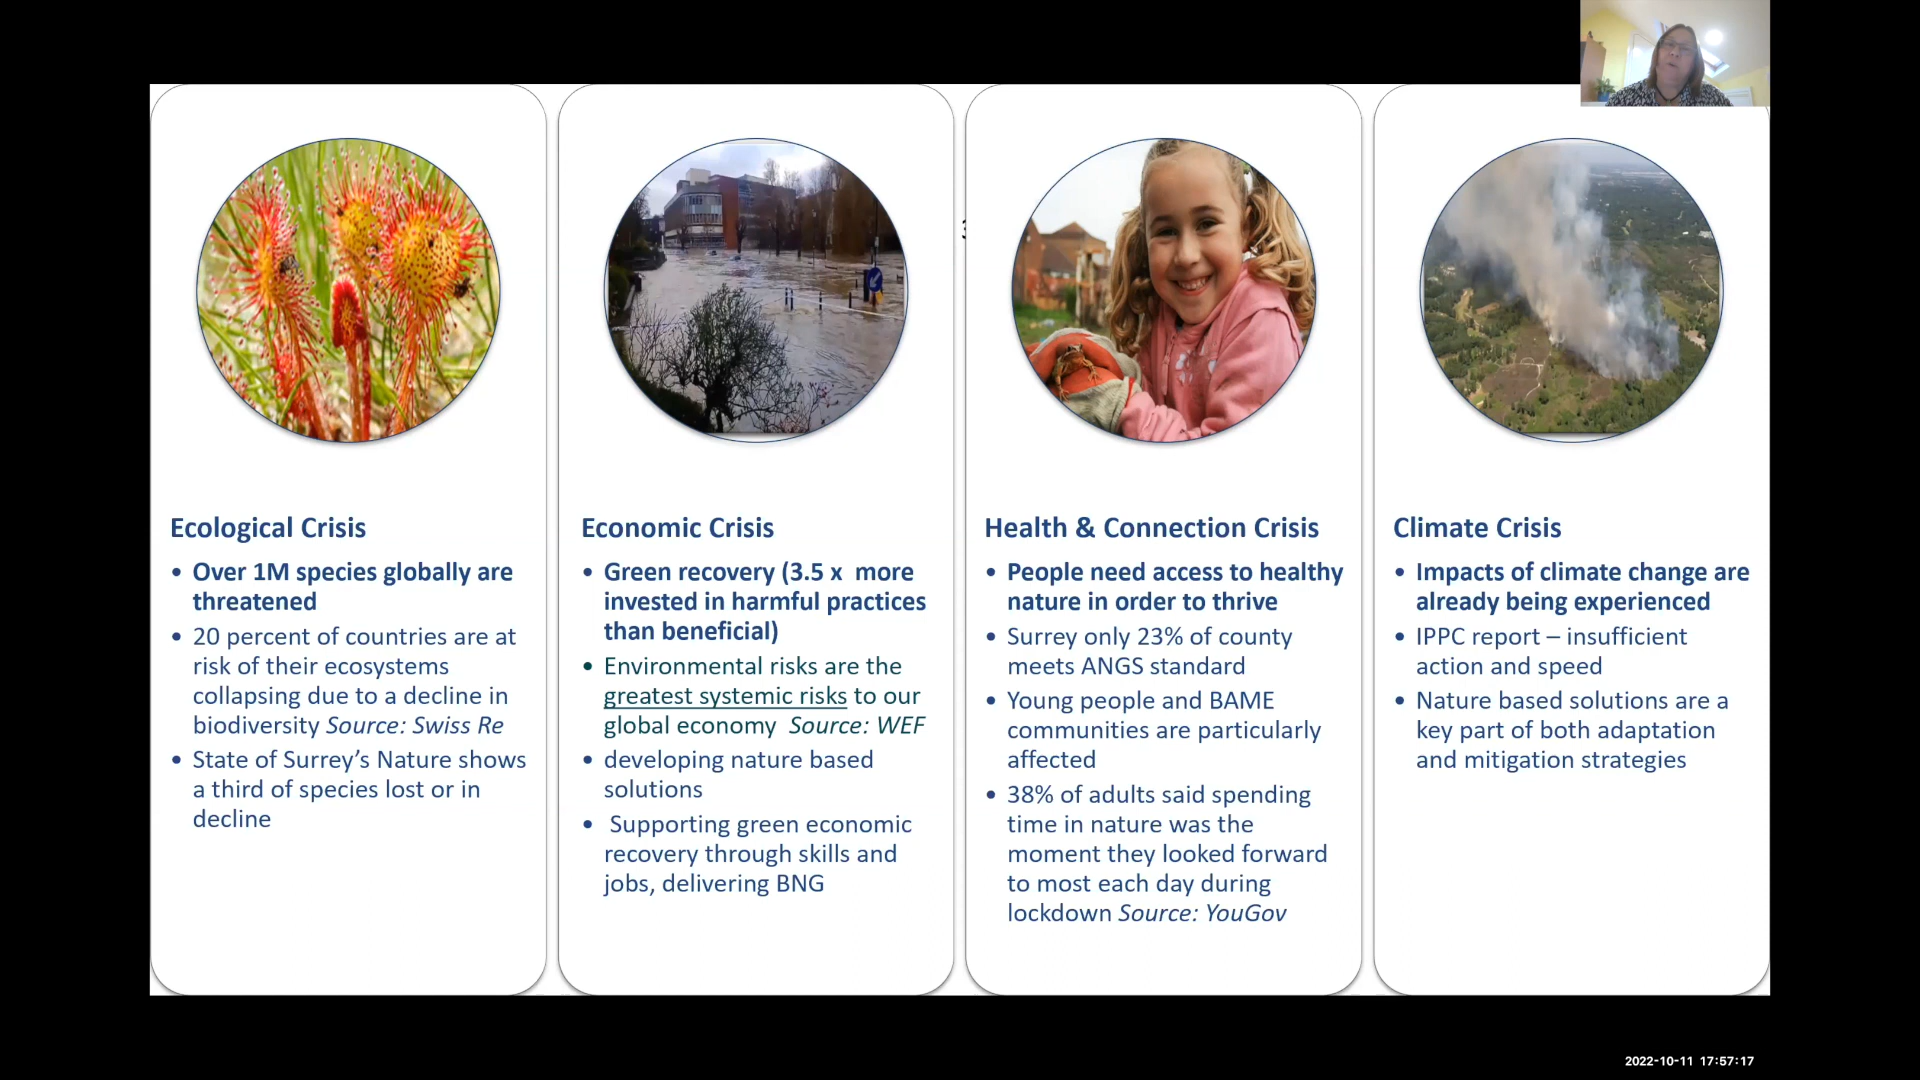 Ecological Crisis
• Over 1M species globally are
threatened
• 20 percent of countries are at
risk of their ecosystems
collapsing due to a decline in
biodiversity Source: Swiss Re
• State of Surrey’s Nature shows
a third of species lost or in
decline
Economic Crisis
• Green recovery (3.5 x  more
invested in harmful practices
than beneficial)
• Environmental risks are the
greatest systemic risks to our
global economy  Source: WEF
• developing nature based
solutions
•  Supporting green economic
recovery through skills and
jobs, delivering BNG
Health & Connection Crisis
• People need access to healthy
nature in order to thrive
• Surrey only 23% of county
meets ANGS standard
• Young people and BAME
communities are particularly
affected
• 38% of adults said spending
time in nature was the
moment they looked forward
to most each day during
lockdown Source: YouGov
Climate Crisis
• Impacts of climate change are
already being experienced
• IPPC report – insufficient
action and speed
• Nature based solutions are a
key part of both adaptation
and mitigation strategies
2022-10-11 17:57:17